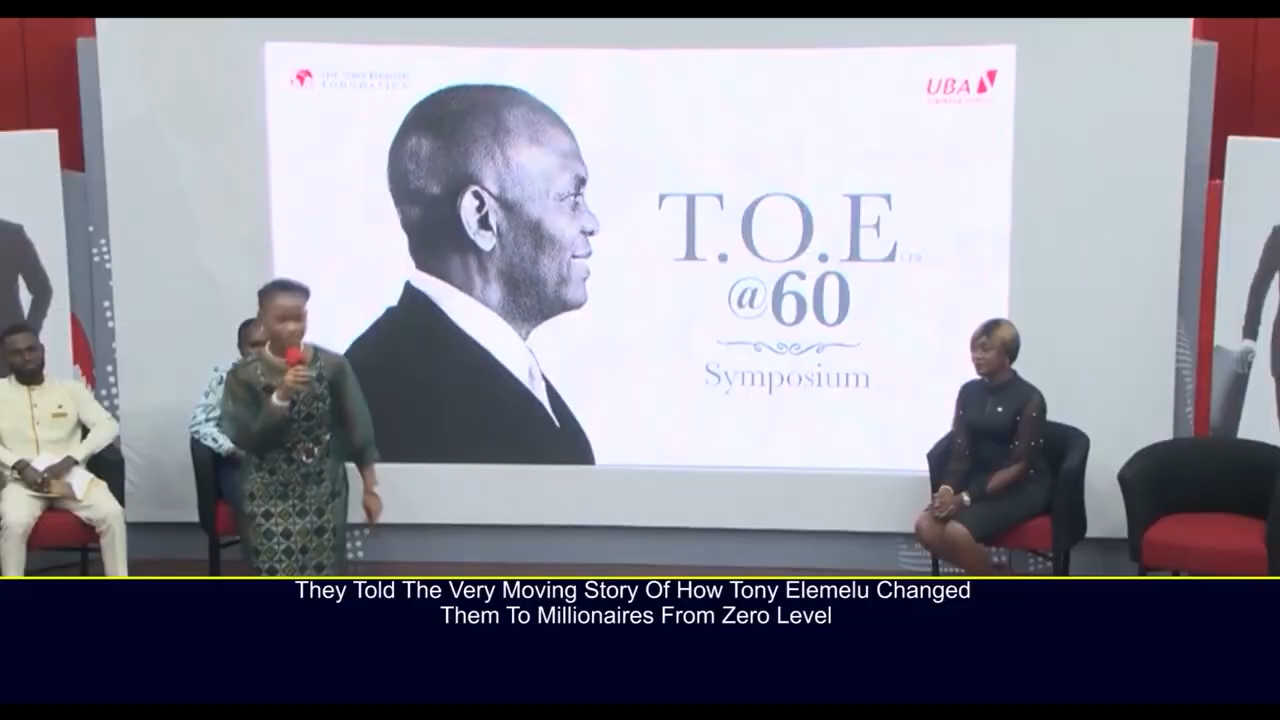 UBA
T.O.E
@60
Symposium
They Told The Very Moving Story Of How Tony Elemelu Changed
Them To Millionaires From Zero Level